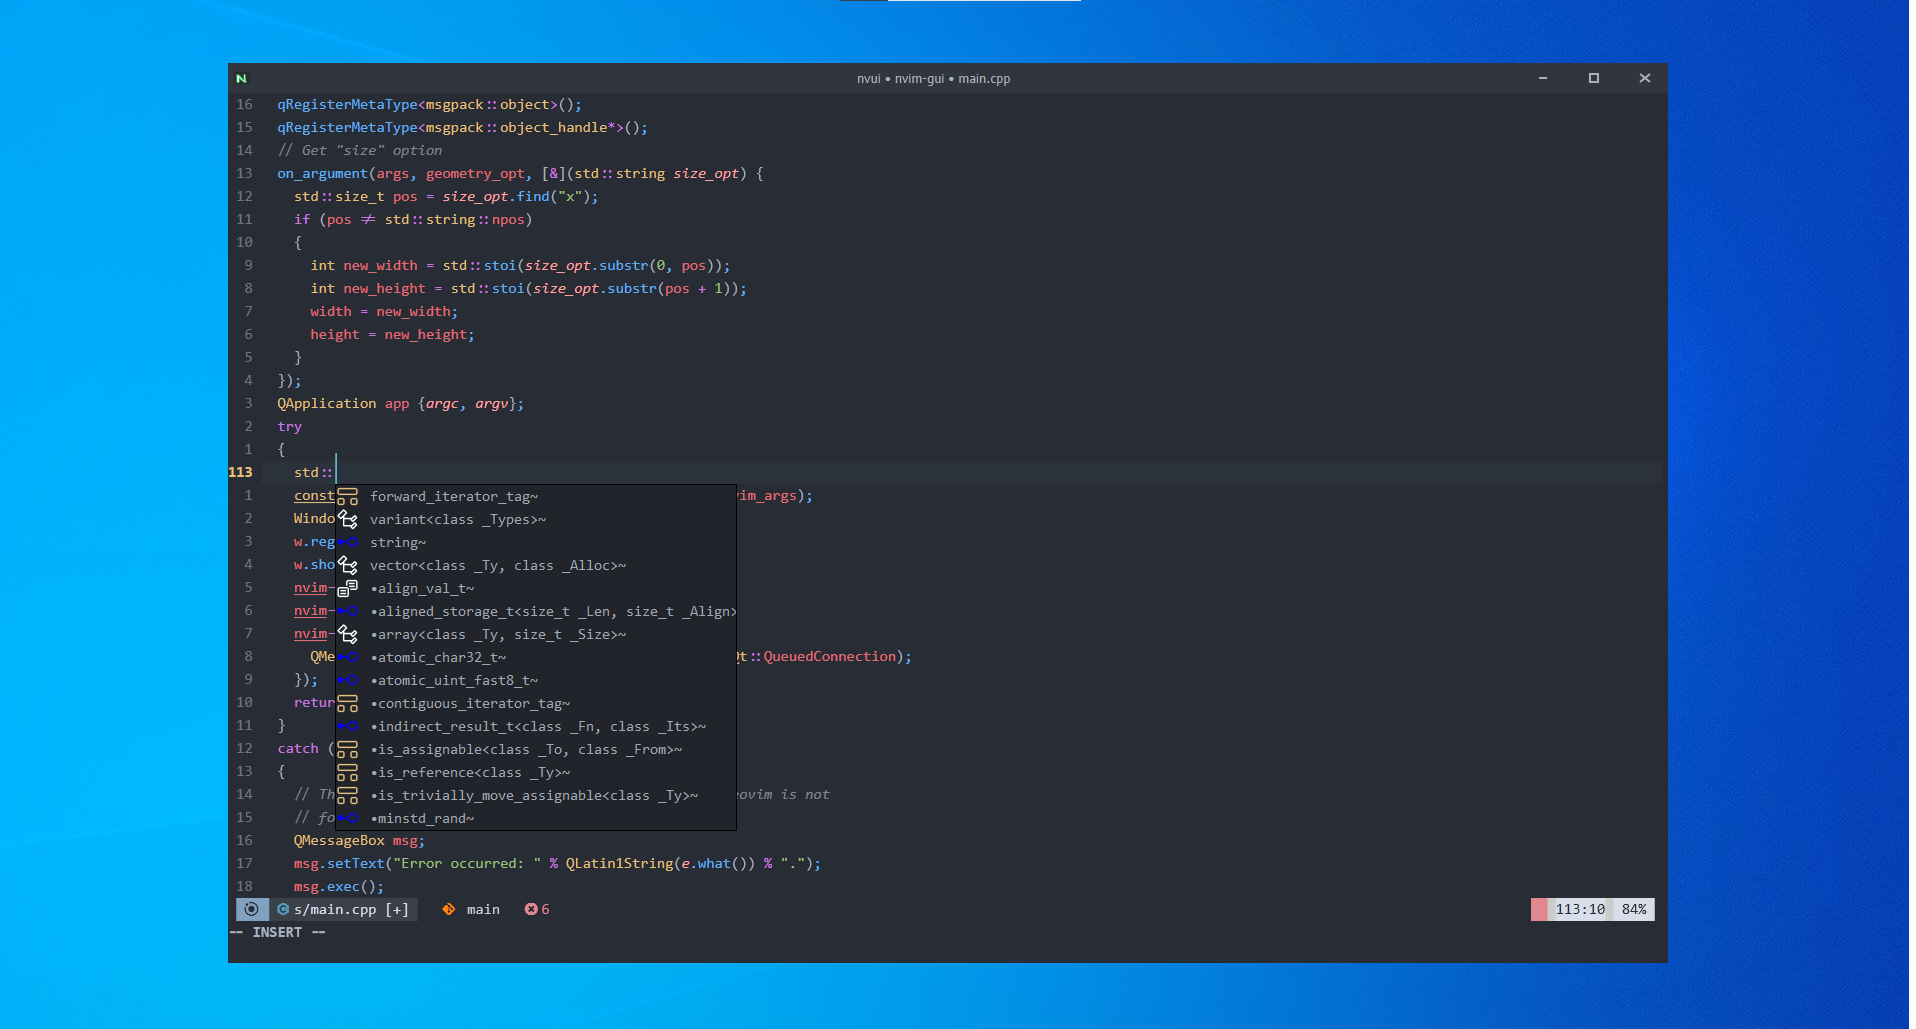 nvui • nvim-gui • main.cpp
16 qRegisterMetaType<msgpack::object>();
15 qRegisterMetaType<msgpack::object_handle*>();
14 // Get "size" option
13 on_argument(args, geometry_opt, [&](std::string size_opt) {
12 std::size_t pos = size_opt.find("x");
11 if (pos ≠ std::string::npos)
10 {
9 int new_width = std::stoi(size_opt.substr(0, pos));
8 int new_height = std::stoi(size_opt.substr(pos + 1));
7 width = new_width;
6 height = new_height;
5 }
4 });
3 QApplication app {argc, argv};
2 try
1 {
113 std::
1 const forward_iterator_tag~ vim_args);
2 Windo variant<class _Types>~
3 w.reg string~
4 w.sho vector<class _Ty, class _Alloc>~
5 nvim- •align_val_t~
6 nvim- •aligned_storage_t<size_t _Len, size_t _Align>
7 nvim- •array<class _Ty, size_t _Size>~
8 QMe •atomic_char32_t~ Qt::QueuedConnection);
9 }); •atomic_uint_fast8_t~
10 retur •contiguous_iterator_tag~
11 } •indirect_result_t<class _Fn, class _Its>~
12 catch ( •is_assignable<class _To, class _From>~
13 { •is_reference<class _Ty>~
14 // Th •is_trivially_move_assignable<class _Ty>~ eovim is not
15 // fo •minstd_rand~
16 QMessageBox msg;
17 msg.setText("Error occurred: " % QLatin1String(e.what()) % ".");
18 msg.exec();
s/main.cpp [+] main 6 113:10 84%
-- INSERT --